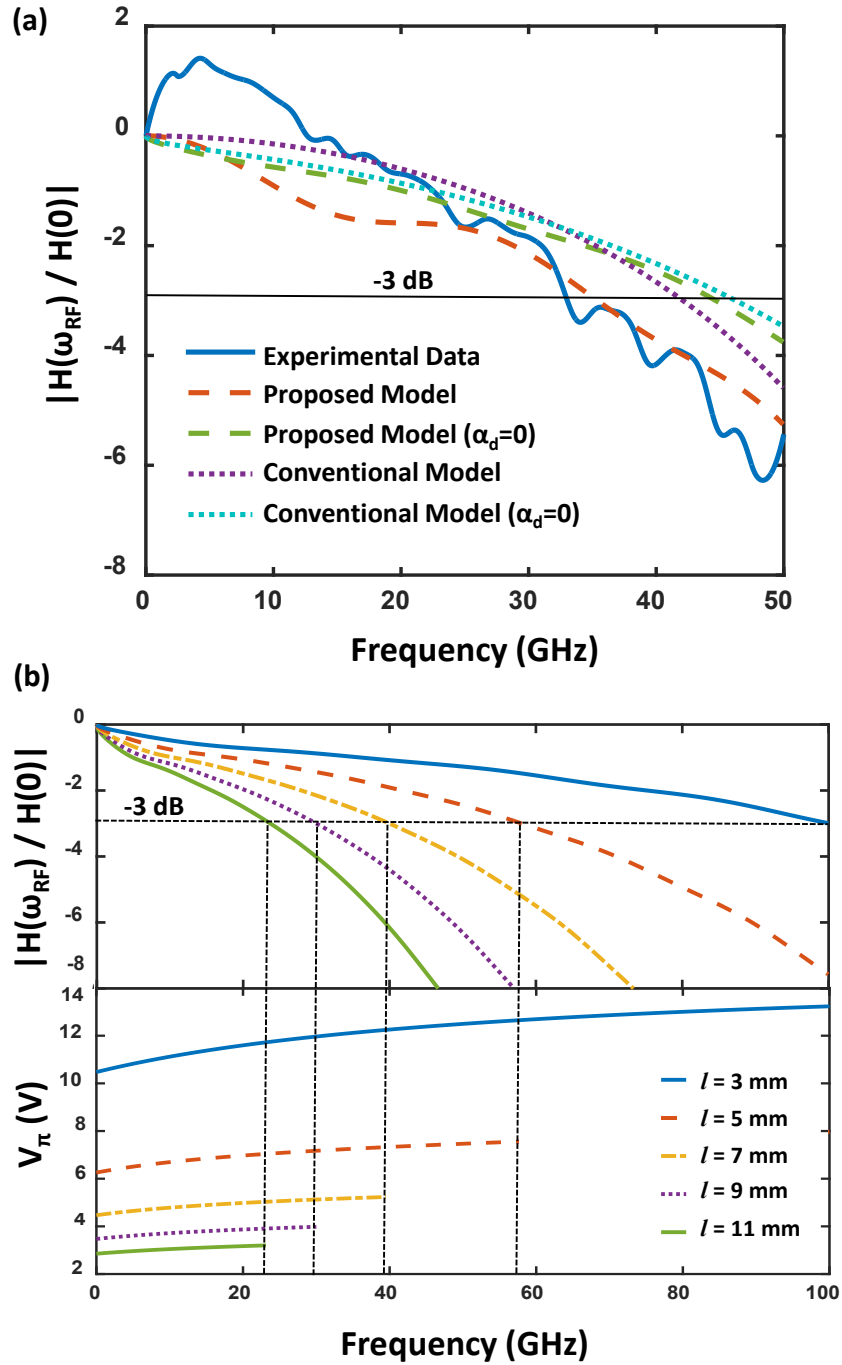 (a)
2
0
-2
-4
-6
-8
|H(ω_RF) / H(0)|
-3 dB
Experimental Data
Proposed Model
Proposed Model (α_d=0)
Conventional Model
Conventional Model (α_d=0)
0 10 20 30 40 50
Frequency (GHz)
(b)
0
-2
-4
-6
-8
|H(ω_RF) / H(0)|
-3 dB
14
12
10
8
6
4
2
V_π (V)
l = 3 mm
l = 5 mm
l = 7 mm
l = 9 mm
l = 11 mm
0 20 40 60 80 100
Frequency (GHz)